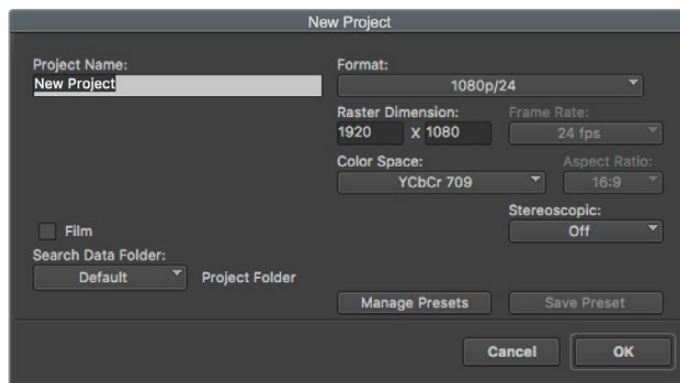 New Project
Project Name:
New Project
Format:
1080p/24
Raster Dimension:
1920 x 1080
Frame Rate:
24 fps
Color Space:
YCbCr 709
Aspect Ratio:
16:9
Stereoscopic:
Off
Film
Search Data Folder:
Default
Project Folder
Manage Presets
Save Preset
Cancel
OK